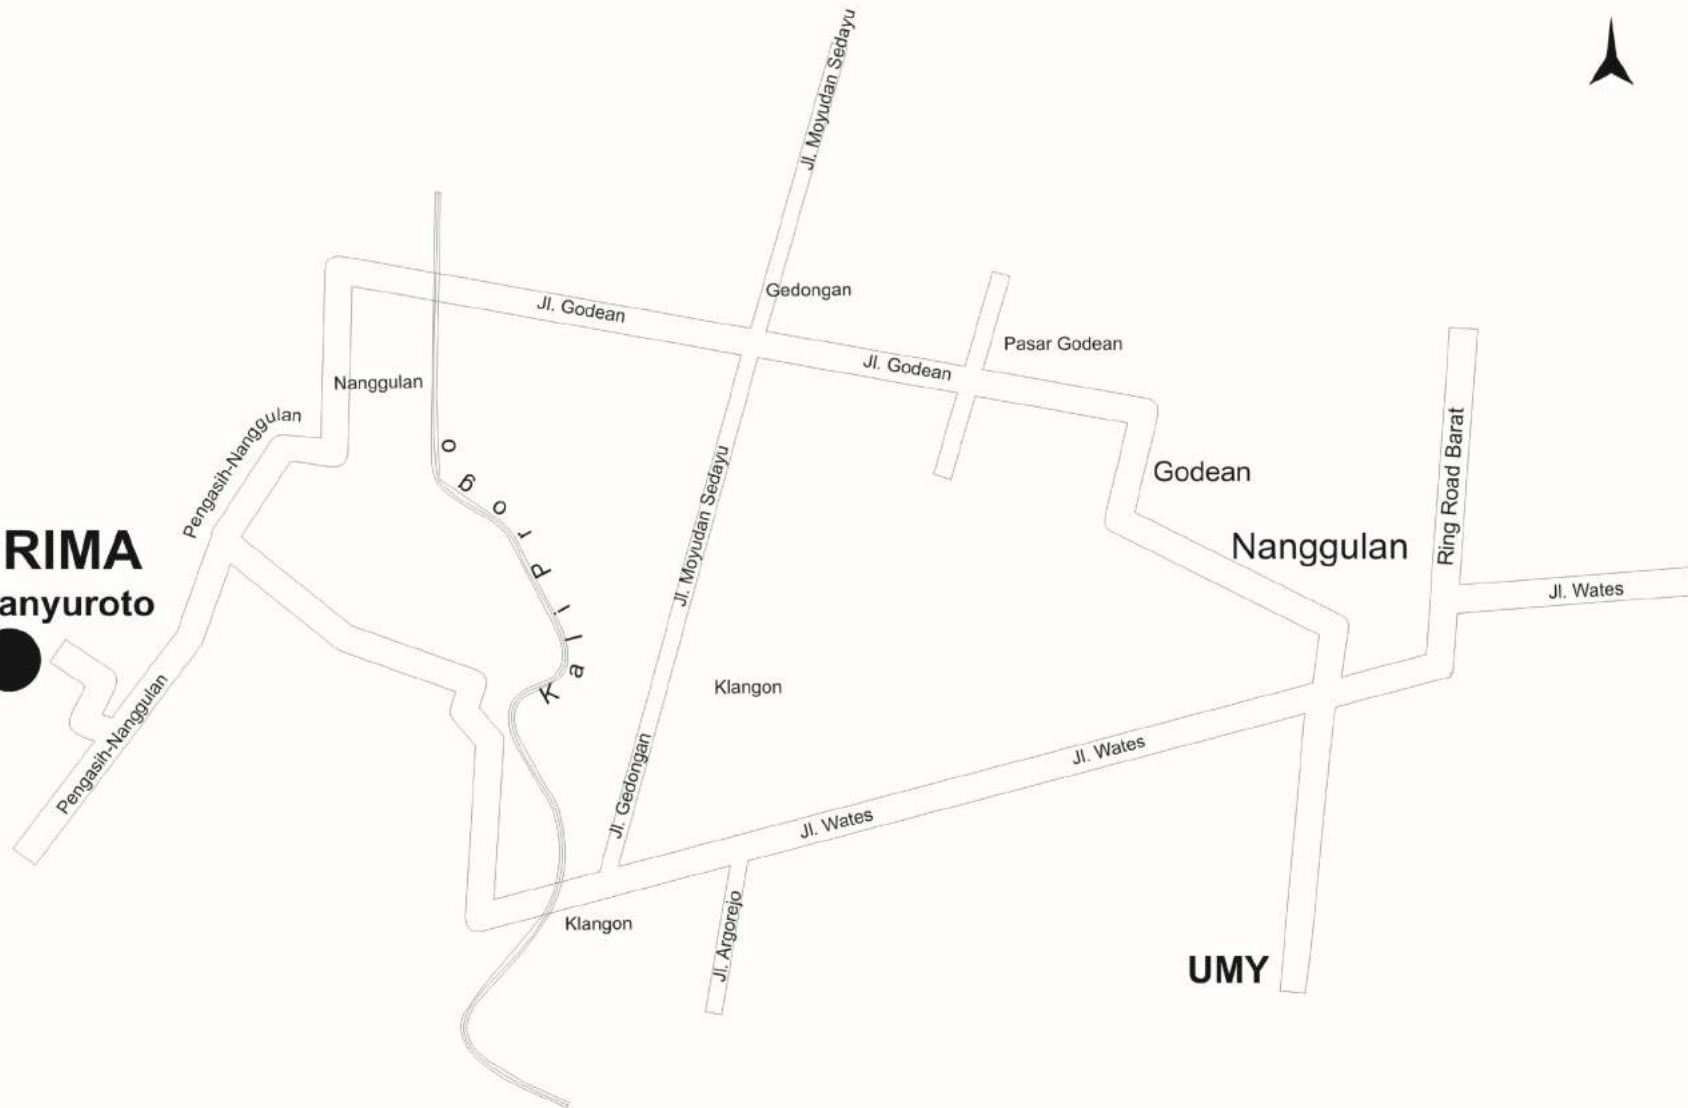 Jl. Moyudan Sedayu
Gedongan
Jl. Godean
Pasar Godean
Jl. Godean
Nanggulan
Pengasih-Nanggulan
Kali Progo
Jl. Moyudan Sedayu
Godean
Ring Road Barat
Nanggulan
RIMA
anyuroto
Jl. Wates
Klangon
Pengasih-Nanggulan
Jl. Gedongan
Jl. Wates
Jl. Wates
Klangon
Jl. Argorejo
UMY